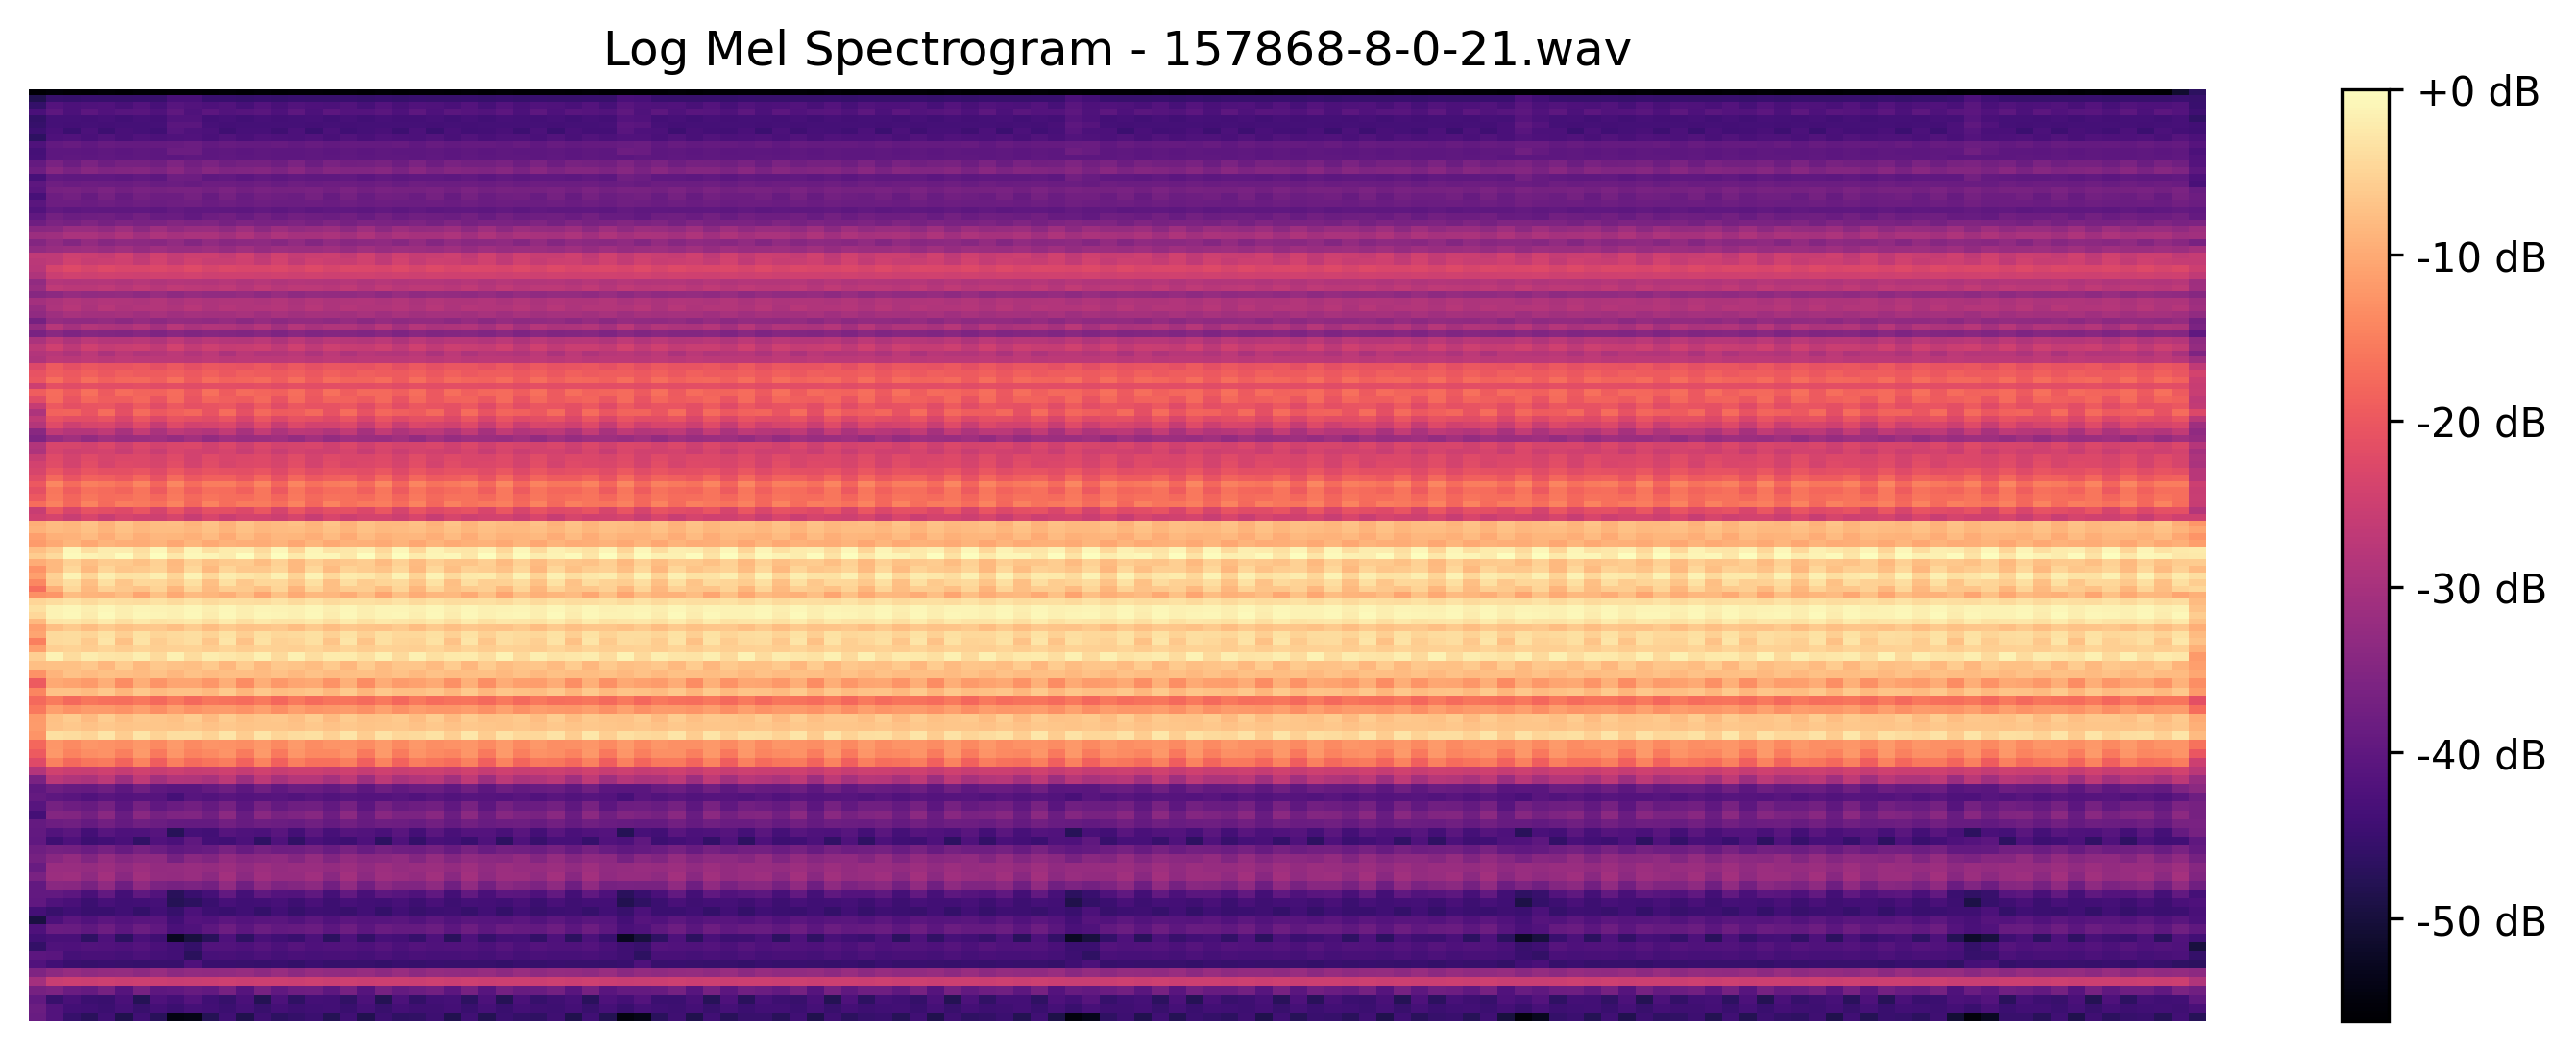 Log Mel Spectrogram - 157868-8-0-21.wav
+0 dB
-10 dB
-20 dB
-30 dB
-40 dB
-50 dB